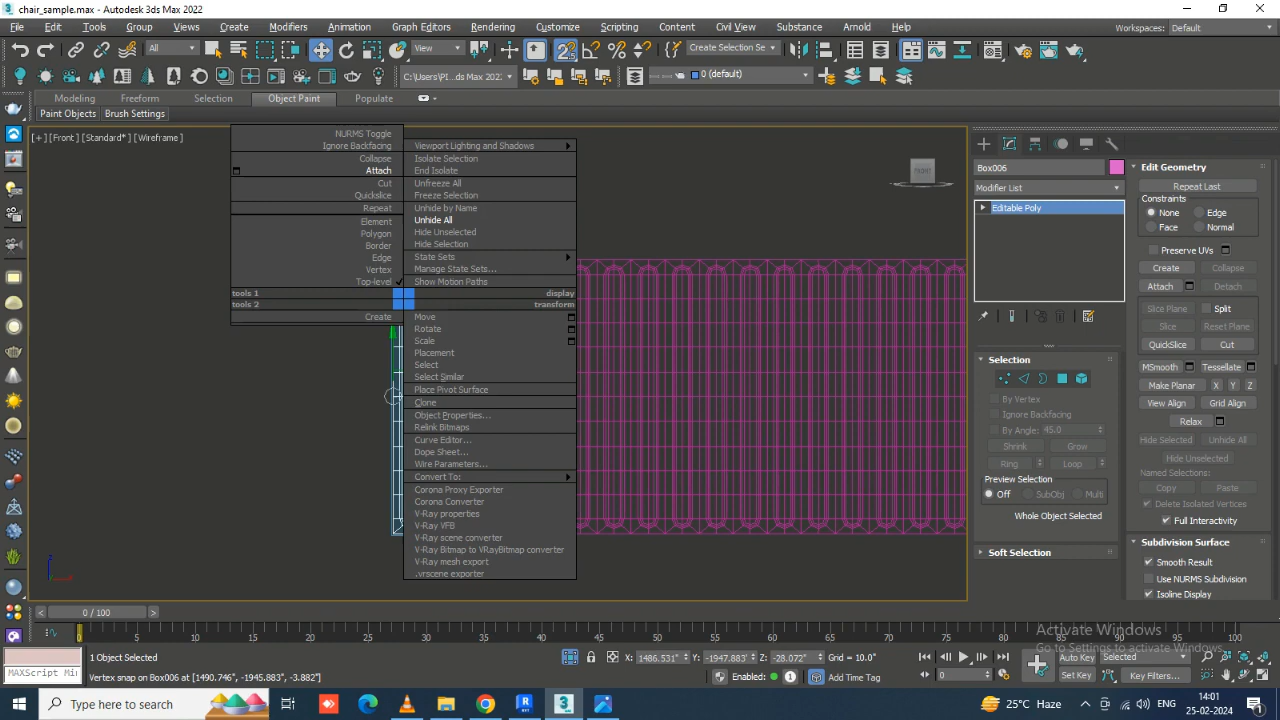 chair_sample.max - Autodesk 3ds Max 2022
File Edit Tools Group Views Create Modifiers Animation Graph Editors Rendering Customize Scripting Content Civil View Substance Arnold Help
Workspaces: Default
All View Create Selection Se
C:\Users\PI...ds Max 202 0 (default)
Modeling Freeform Selection Object Paint Populate
Paint Objects Brush Settings
[+] [Front] [Standard*] [Wireframe]
FRONT
NURMS Toggle
Ignore Backfacing
Collapse
Attach
Cut
Quickslice
Repeat
Element
Polygon
Border
Edge
Vertex
Top-level
tools 1
tools 2
Create
Viewport Lighting and Shadows
Isolate Selection
End Isolate
Unfreeze All
Freeze Selection
Unhide by Name
Unhide All
Hide Unselected
Hide Selection
State Sets
Manage State Sets...
Show Motion Paths
display
transform
Move
Rotate
Scale
Placement
Select
Select Similar
Place Pivot Surface
Clone
Object Properties...
Relink Bitmaps
Curve Editor...
Dope Sheet...
Wire Parameters...
Convert To:
Corona Proxy Exporter
Corona Converter
V-Ray properties
V-Ray VFB
V-Ray scene converter
V-Ray Bitmap to VRayBitmap converter
V-Ray mesh export
.vrscene exporter
Box006
Modifier List
Editable Poly
Selection
By Vertex
Ignore Backfacing
By Angle: 45.0
Shrink Grow
Ring Loop
Preview Selection
Off SubObj Multi
Whole Object Selected
Soft Selection
Edit Geometry
Repeat Last
Constraints
None Edge
Face Normal
Preserve UVs
Create Collapse
Attach Detach
Slice Plane Split
Slice Reset Plane
QuickSlice Cut
MSmooth Tessellate
Make Planar X Y Z
View Align Grid Align
Relax
Hide Selected Unhide All
Hide Unselected
Named Selections:
Copy Paste
Delete Isolated Vertices
Full Interactivity
Subdivision Surface
Smooth Result
Use NURMS Subdivision
Isoline Display
0 / 100
0 5 10 15 20 25 30 35 40 45 50 55 60 65 70 75 80 85 90 95 100
Activate Windows
Go to Settings to activate Windows.
1 Object Selected
X: 1486.531" Y: -1947.883" Z: -28.072" Grid = 10.0"
Auto Key Selected
MAXScript Mi
Vertex snap on Box006 at [1490.746", -1945.883", -3.882"]
Enabled: 1 Add Time Tag
0
Set Key Key Filters...
Type here to search
25°C Haze
ENG
14:01
25-02-2024